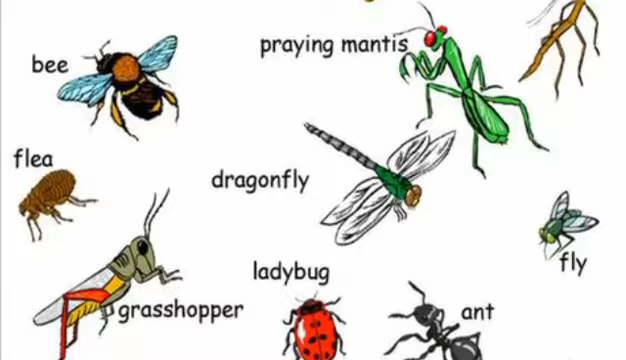 praying mantis
bee
flea
dragonfly
fly
ladybug
grasshopper
ant